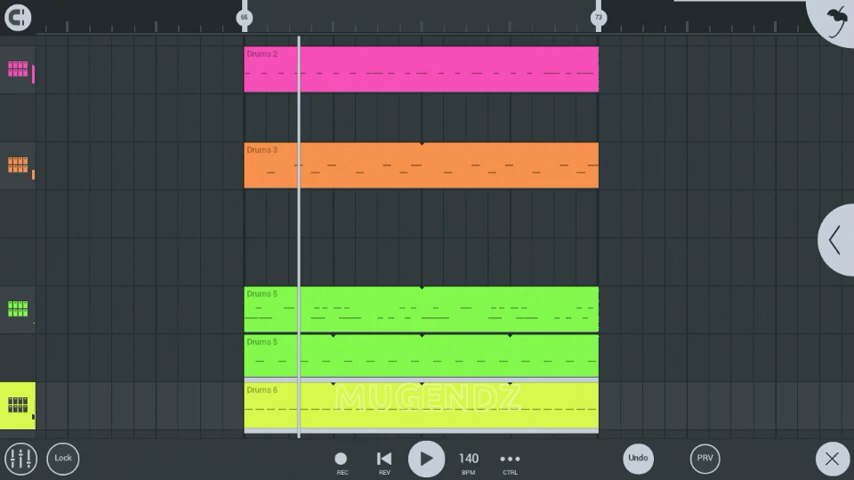 65
73
Drums 2
Drums 3
Drums 5
Drums 5
Drums 6
MUGENDZ
Lock
REC
REV
140
BPM
CTRL
Undo
PRV